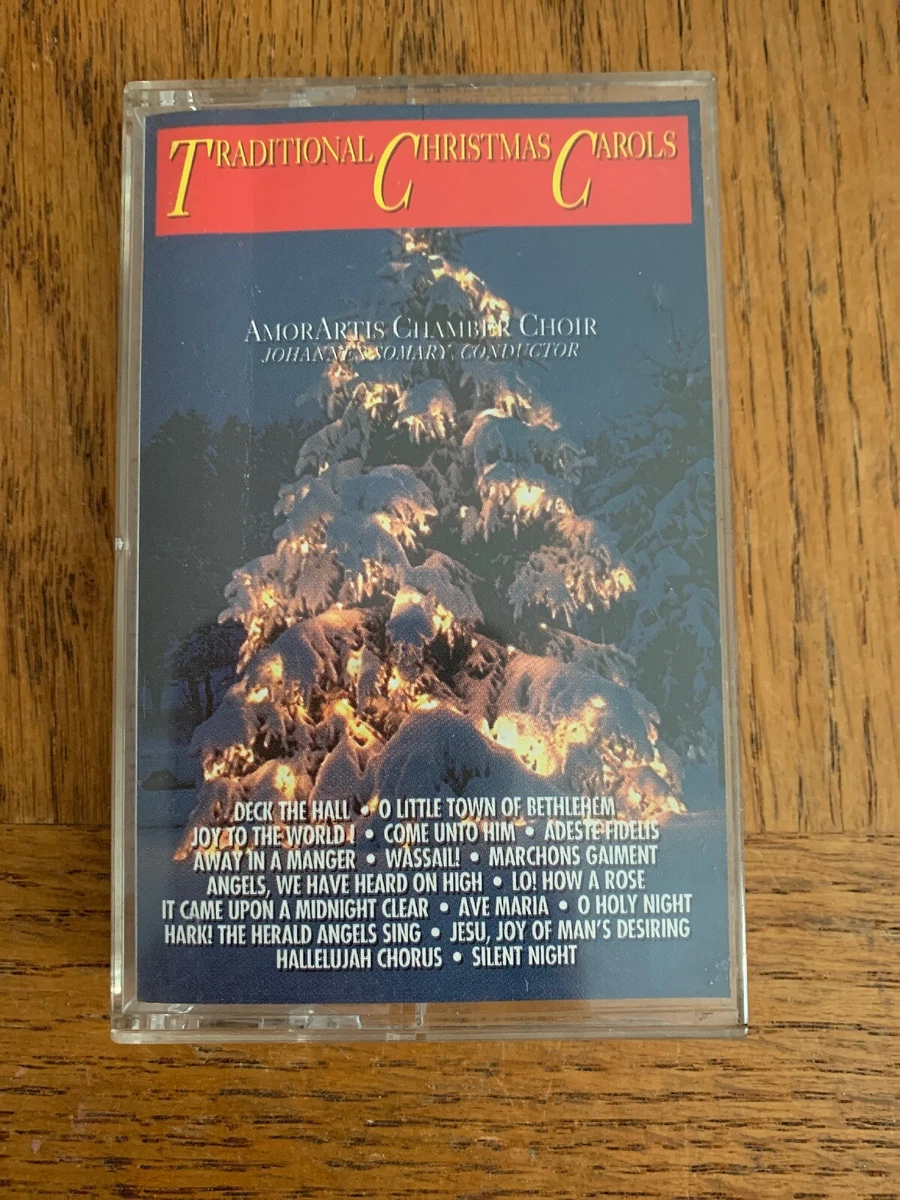 TRADITIONAL CHRISTMAS CAROLS
AMORARTIS CHAMBER CHOIR
JOHANNES SOMARY, CONDUCTOR
DECK THE HALL • O LITTLE TOWN OF BETHLEHEM
JOY TO THE WORLD! • COME UNTO HIM • ADESTE FIDELIS
AWAY IN A MANGER • WASSAIL! • MARCHONS GAIMENT
ANGELS, WE HAVE HEARD ON HIGH • LO! HOW A ROSE
IT CAME UPON A MIDNIGHT CLEAR • AVE MARIA • O HOLY NIGHT
HARK! THE HERALD ANGELS SING • JESU, JOY OF MAN'S DESIRING
HALLELUJAH CHORUS • SILENT NIGHT